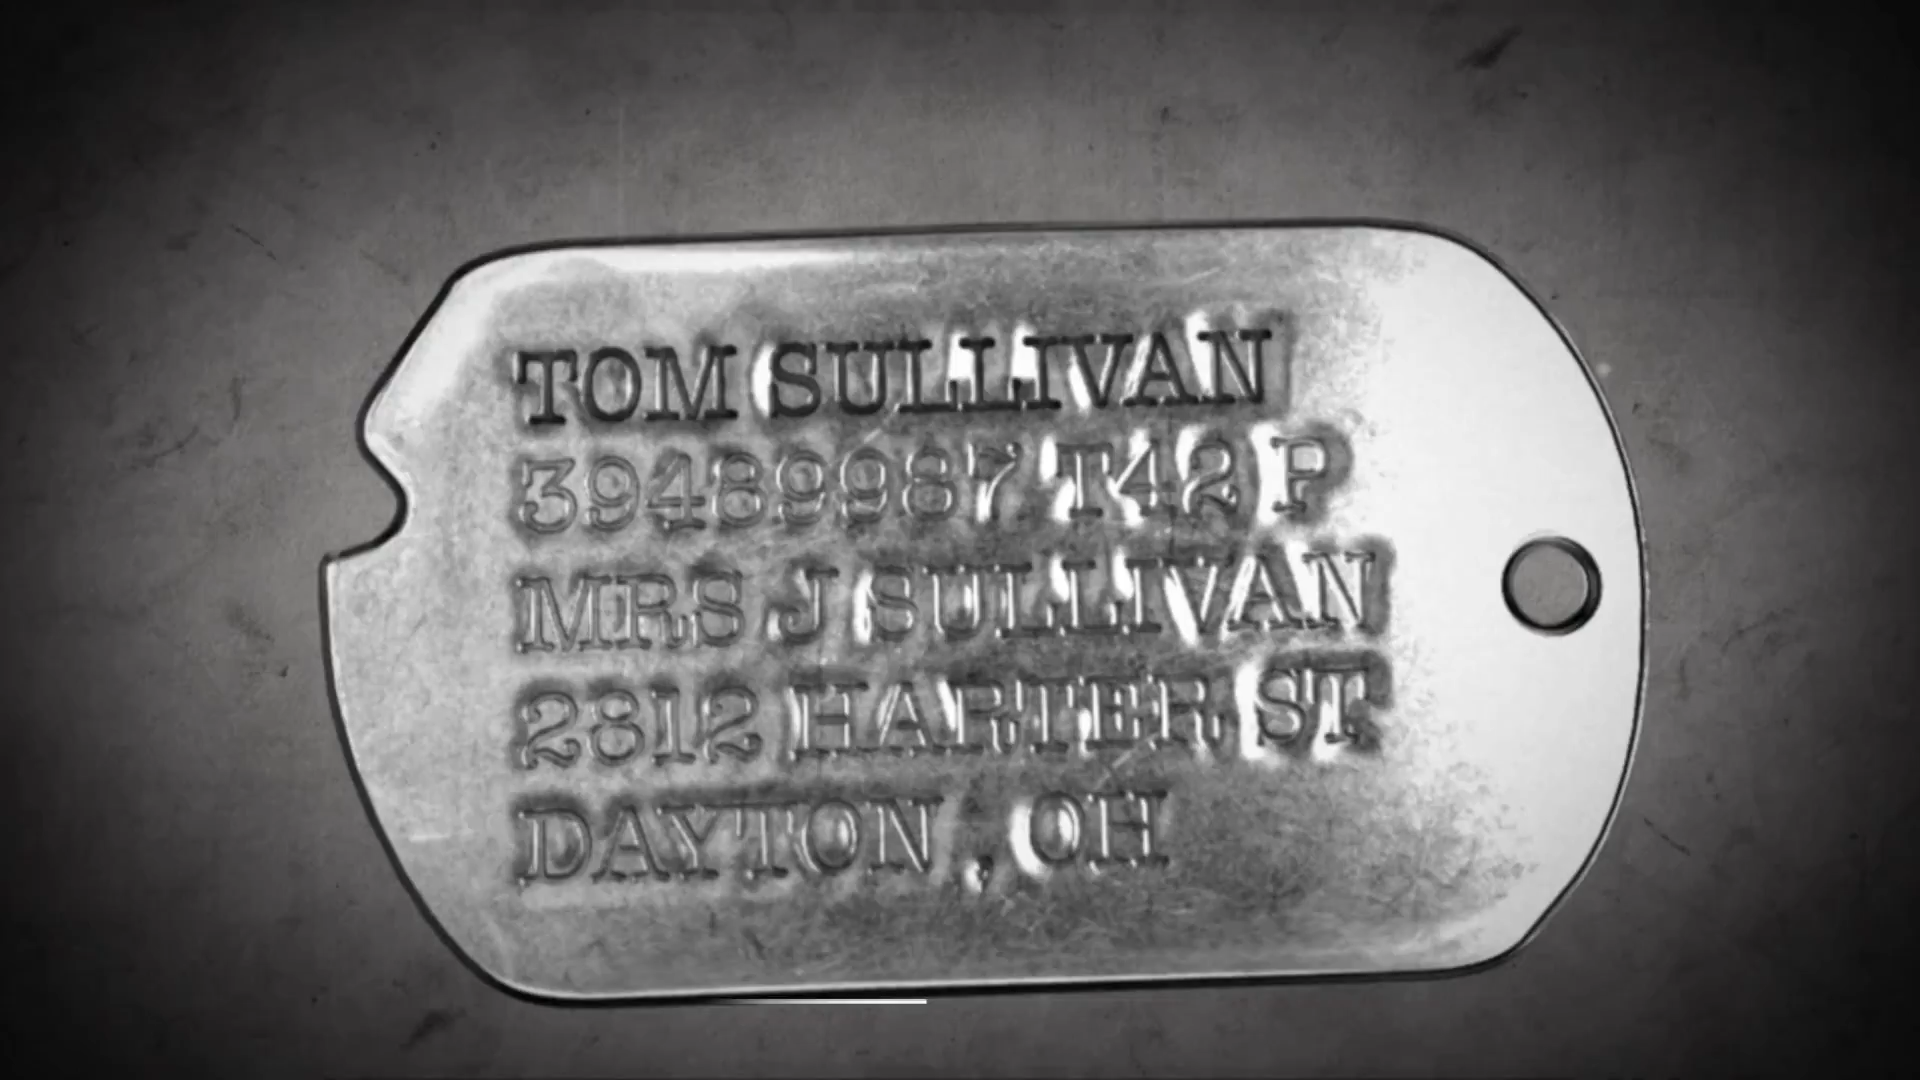 TOM SULLIVAN
39489987 T42 P
MRS J SULLIVAN
2812 HARTER ST
DAYTON , OH